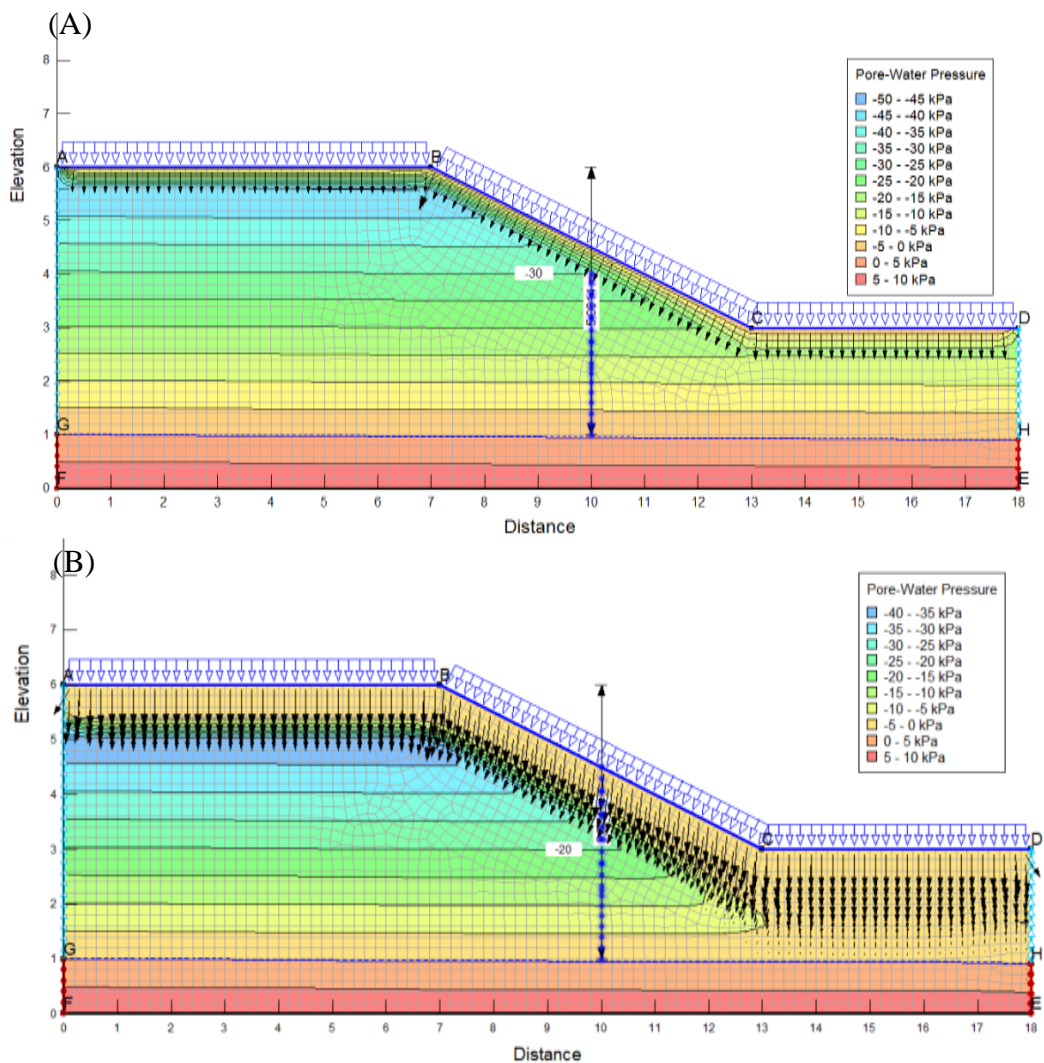 (A)
Pore-Water Pressure
-50 - -45 kPa
-45 - -40 kPa
-40 - -35 kPa
-35 - -30 kPa
-30 - -25 kPa
-25 - -20 kPa
-20 - -15 kPa
-15 - -10 kPa
-10 - -5 kPa
-5 - 0 kPa
0 - 5 kPa
5 - 10 kPa
Elevation
8
7
6
5
4
3
2
1
0
A
B
C
D
G
H
F
E
-30
0 1 2 3 4 5 6 7 8 9 10 11 12 13 14 15 16 17 18
Distance
(B)
Pore-Water Pressure
-40 - -35 kPa
-35 - -30 kPa
-30 - -25 kPa
-25 - -20 kPa
-20 - -15 kPa
-15 - -10 kPa
-10 - -5 kPa
-5 - 0 kPa
0 - 5 kPa
5 - 10 kPa
Elevation
8
7
6
5
4
3
2
1
0
A
B
C
D
G
H
F
E
-20
0 1 2 3 4 5 6 7 8 9 10 11 12 13 14 15 16 17 18
Distance